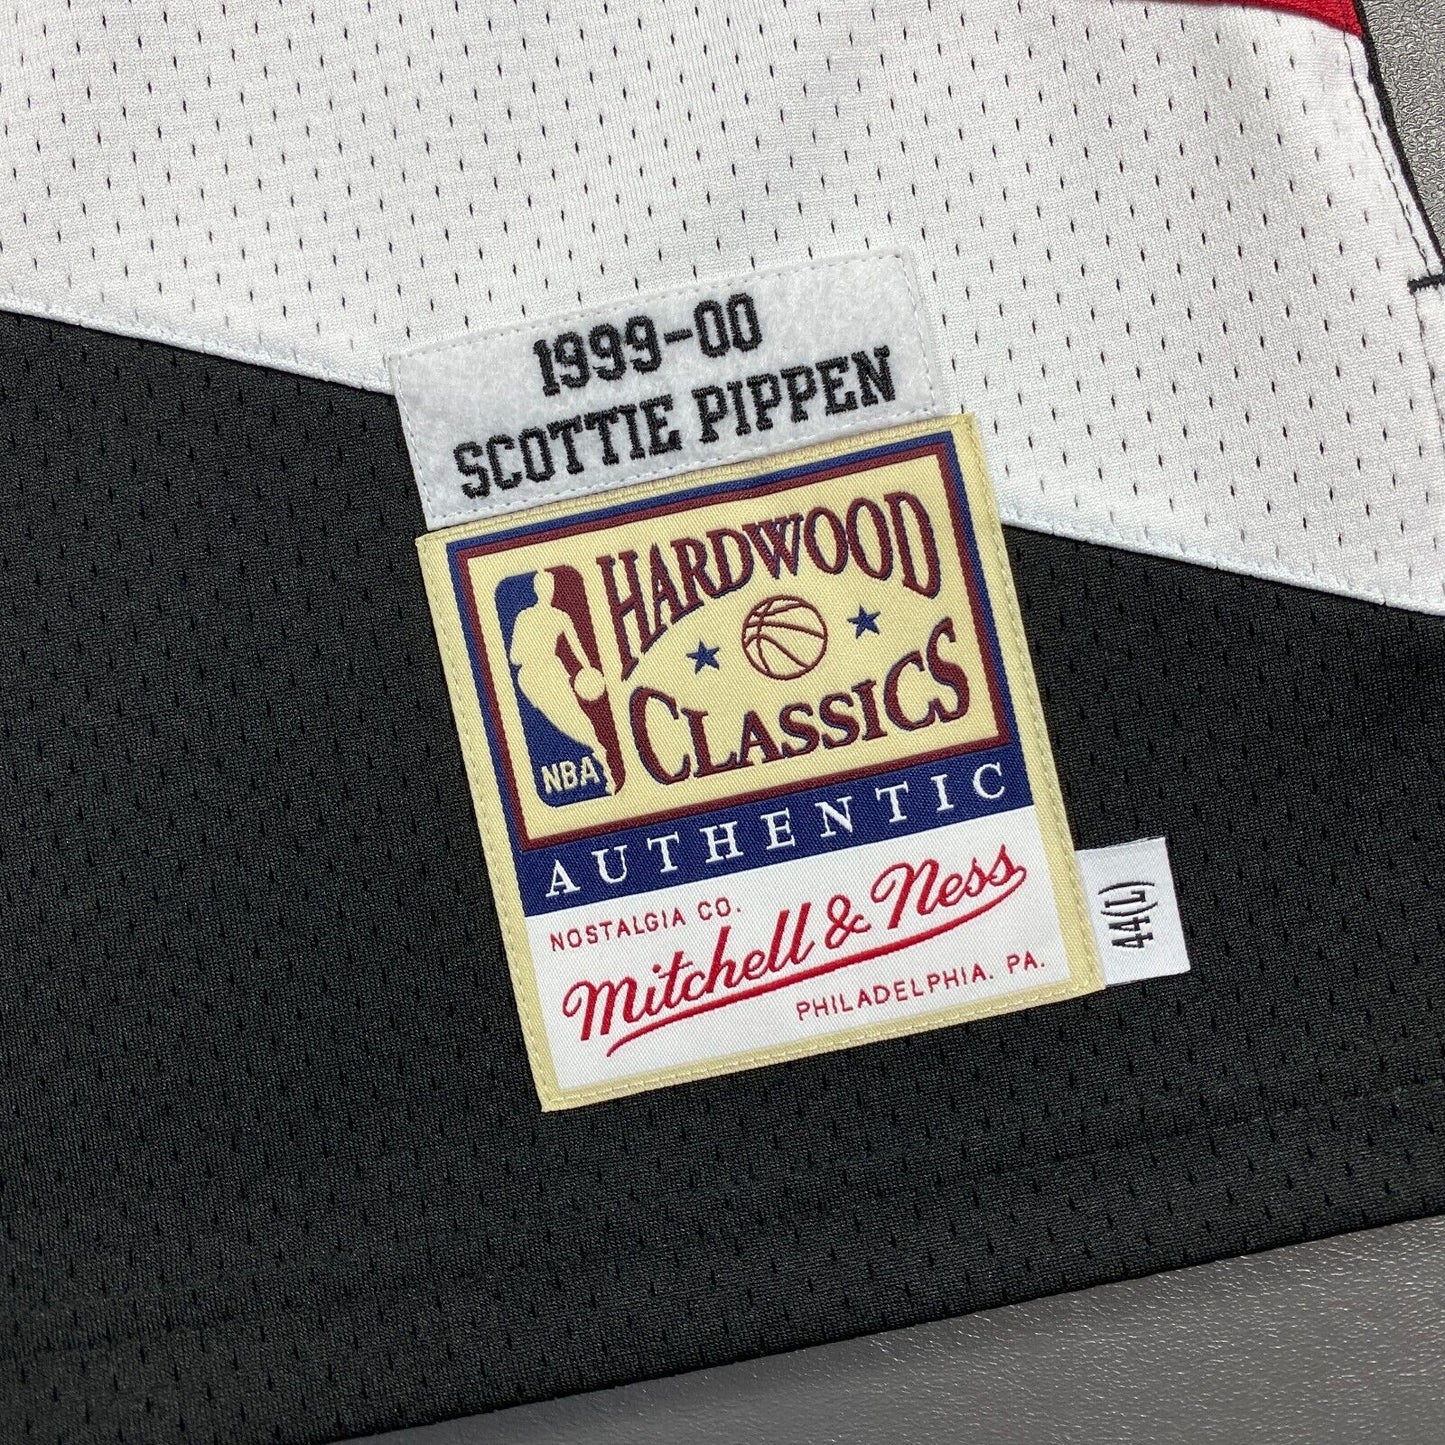 1999-00
SCOTTIE PIPPEN
HARDWOOD
CLASSICS
NBA
AUTHENTIC
NOSTALGIA CO.
Mitchell & Ness
PHILADELPHIA. PA.
44(L)